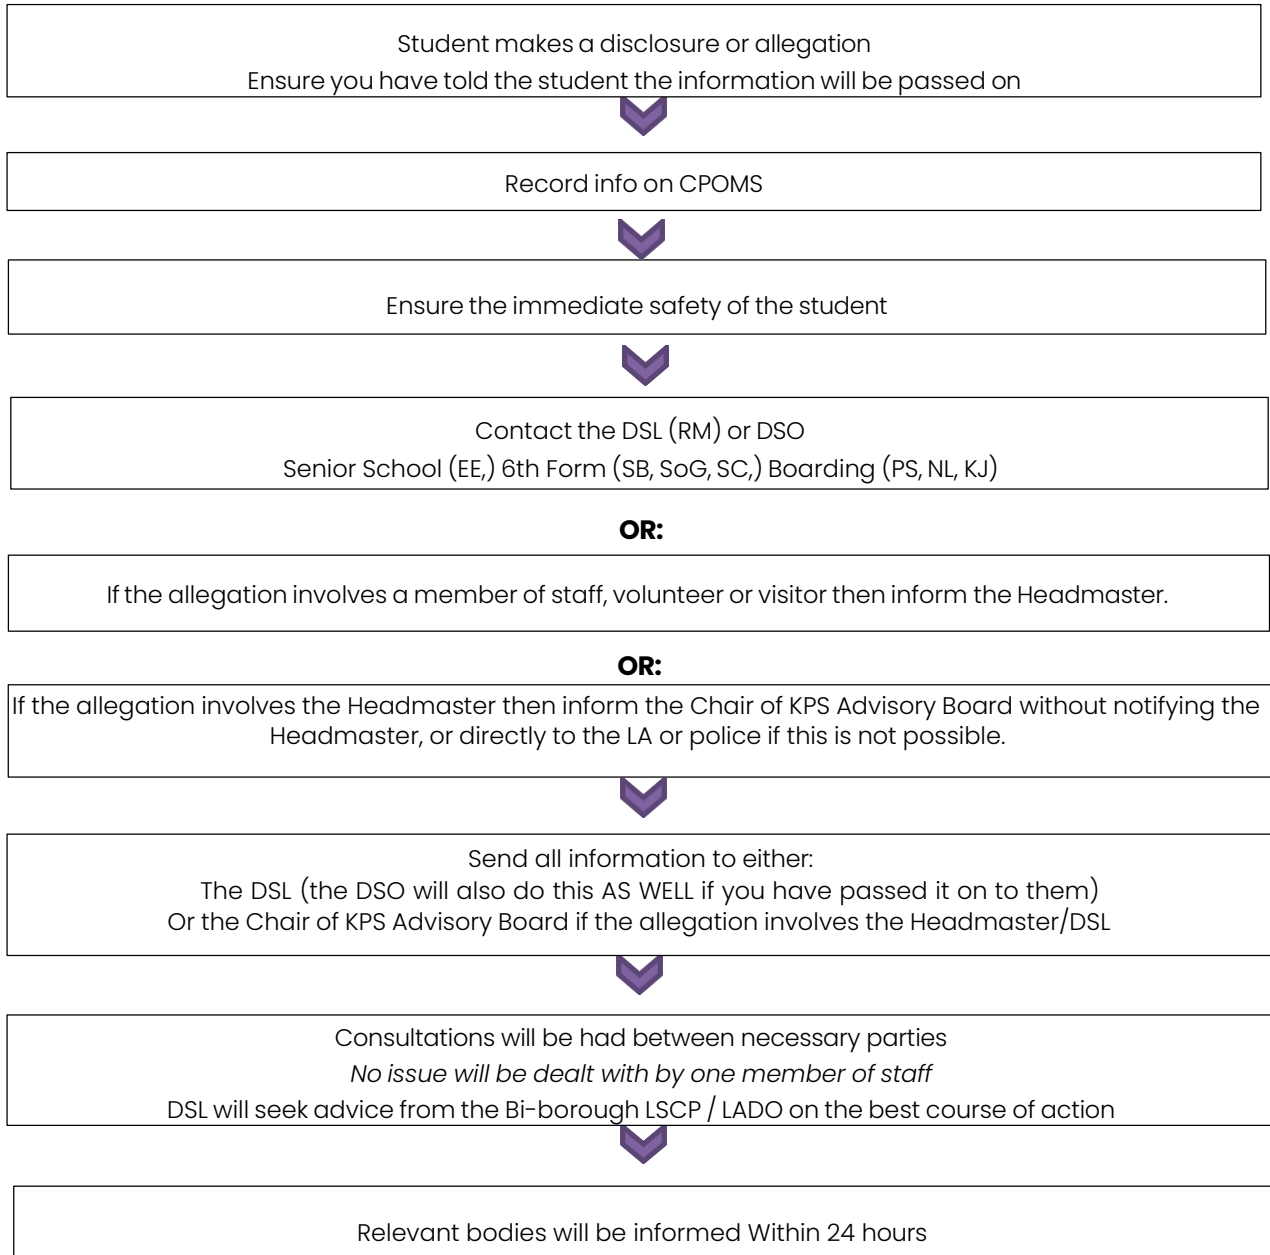 Student makes a disclosure or allegation
Ensure you have told the student the information will be passed on
Record info on CPOMS
Ensure the immediate safety of the student
Contact the DSL (RM) or DSO
Senior School (EE,) 6th Form (SB, SoG, SC,) Boarding (PS, NL, KJ)
OR:
If the allegation involves a member of staff, volunteer or visitor then inform the Headmaster.
OR:
If the allegation involves the Headmaster then inform the Chair of KPS Advisory Board without notifying the
Headmaster, or directly to the LA or police if this is not possible.
Send all information to either:
The DSL (the DSO will also do this AS WELL if you have passed it on to them)
Or the Chair of KPS Advisory Board if the allegation involves the Headmaster/DSL
Consultations will be had between necessary parties
No issue will be dealt with by one member of staff
DSL will seek advice from the Bi-borough LSCP / LADO on the best course of action
Relevant bodies will be informed Within 24 hours